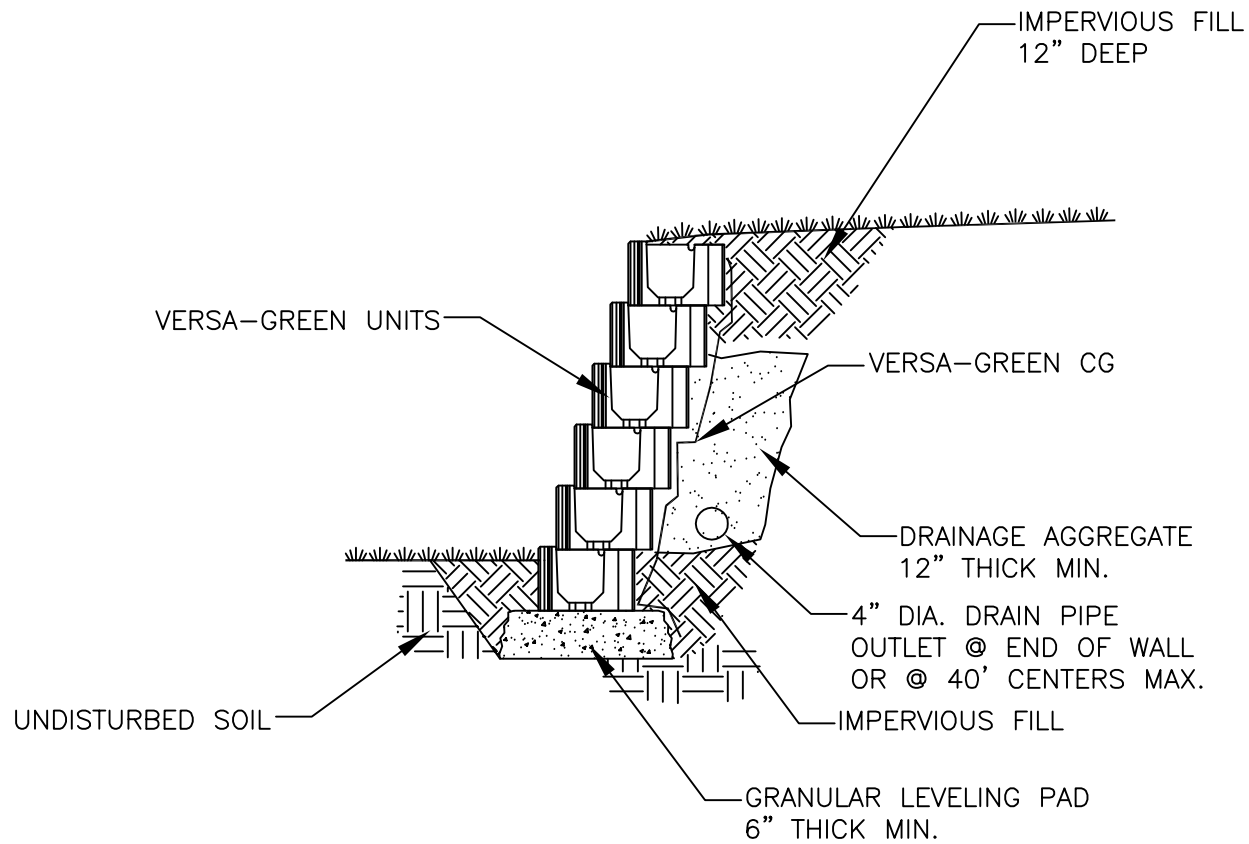 IMPERVIOUS FILL
12” DEEP
VERSA–GREEN UNITS
VERSA–GREEN CG
DRAINAGE AGGREGATE
12” THICK MIN.
4” DIA. DRAIN PIPE
OUTLET @ END OF WALL
OR @ 40’ CENTERS MAX.
UNDISTURBED SOIL
IMPERVIOUS FILL
GRANULAR LEVELING PAD
6” THICK MIN.